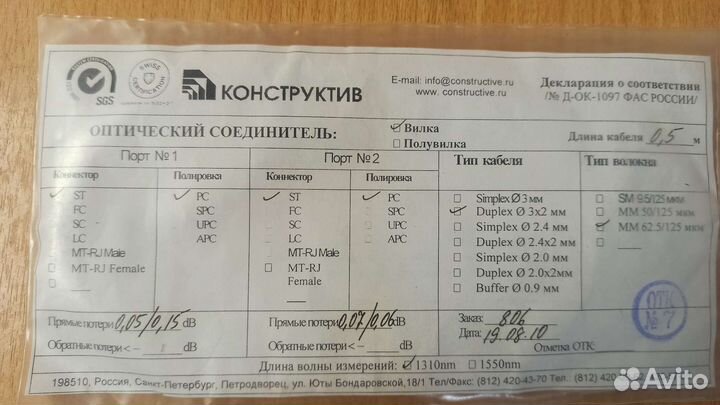 SGS
SWISS CERTIFICATION
КОНСТРУКТИВ
E-mail: info@constructive.ru
www. constructive.ru
Декларация о соответствии
/№ Д-ОК-1097 ФАС РОССИИ/
ОПТИЧЕСКИЙ СОЕДИНИТЕЛЬ:
Вилка
Полувилка
Длина кабеля 0,5 м
Порт №1
Порт №2
Тип кабеля
Тип волокна
Коннектор Полировка Коннектор Полировка
ST PC ST PC Simplex Ø 3 мм SM 9.5/125 мкм
FC SPC FC SPC Duplex Ø 3x2 мм MM 50/125 мкм
SC UPC SC UPC Simplex Ø 2.4 мм MM 62.5/125 мкм
LC APC LC APC Duplex Ø 2.4x2 мм
MT-RJ Male MT-RJ Male Simplex Ø 2.0 мм
MT-RJ Female MT-RJ Female Duplex Ø 2.0x2мм
Buffer Ø 0.9 мм
Прямые потери 0,05/0,15 dB
Прямые потери 0,07/0,06 dB
Заказ: 806
Дата: 19.08.10
Обратные потери < – dB
Обратные потери < – dB
Отметка ОТК:
ОТК
№7
Длина волны измерений: 1310nm 1550nm
198510, Россия, Санкт-Петербург, Петродворец, ул. Юты Бондаровской,18/1 Тел/Факс: (812) 420-43-70 Тел.: (812) 420
Avito